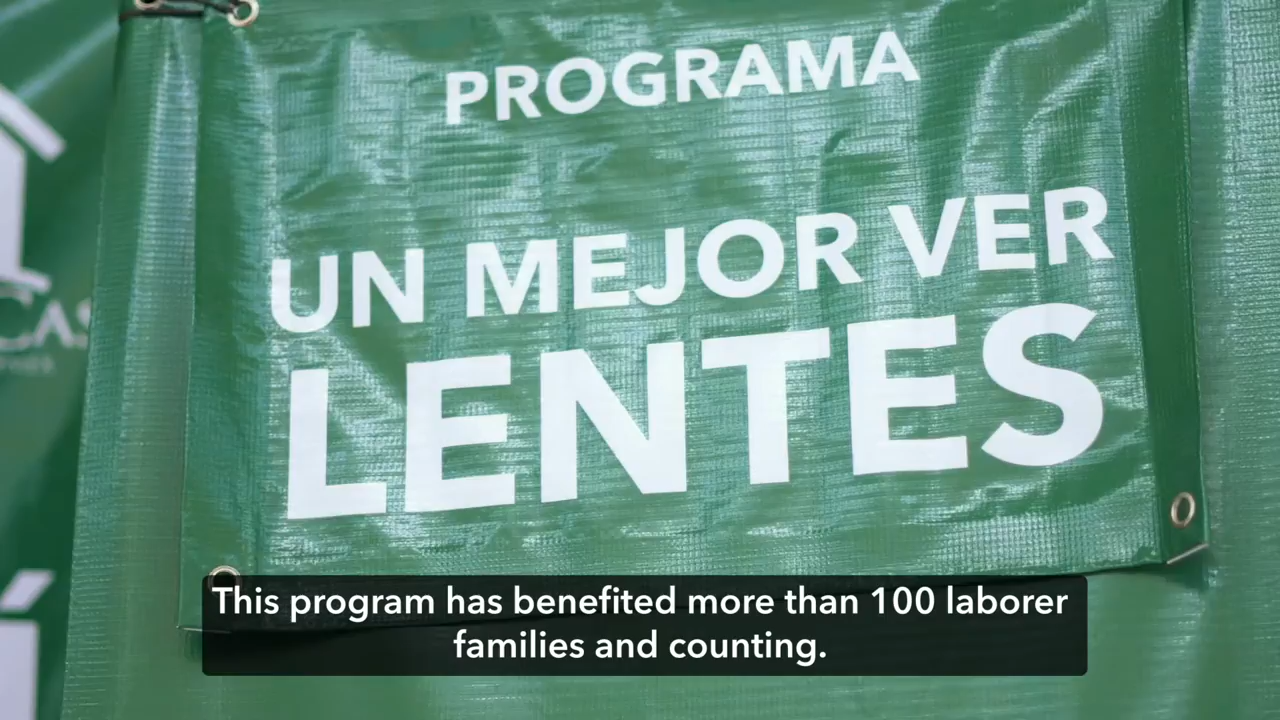 PROGRAMA
UN MEJOR VER
LENTES
This program has benefited more than 100 laborer
families and counting.